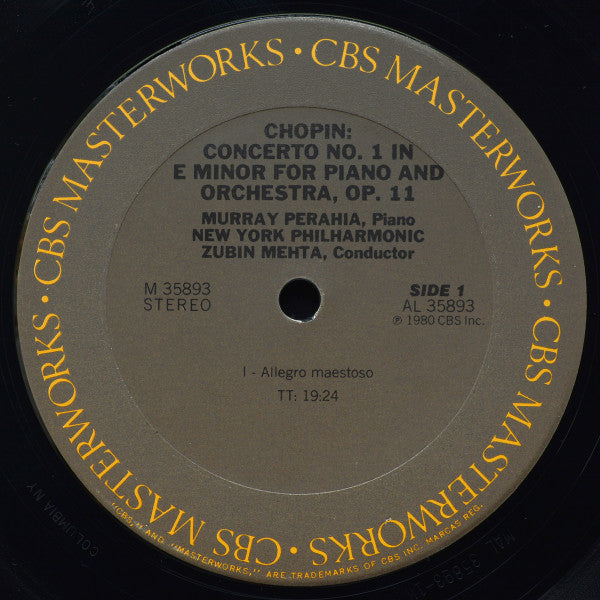 CBS MASTERWORKS • CBS MASTERWORKS • CBS MASTERWORKS • CBS MASTERWORKS •
CHOPIN:
CONCERTO NO. 1 IN
E MINOR FOR PIANO AND
ORCHESTRA, OP. 11
MURRAY PERAHIA, Piano
NEW YORK PHILHARMONIC
ZUBIN MEHTA, Conductor
M 35893
STEREO
SIDE 1
AL 35893
℗ 1980 CBS Inc.
I - Allegro maestoso
TT: 19:24
"CBS," AND "MASTERWORKS," ARE TRADEMARKS OF CBS INC. MARCAS REG.
COLUMBIA NY